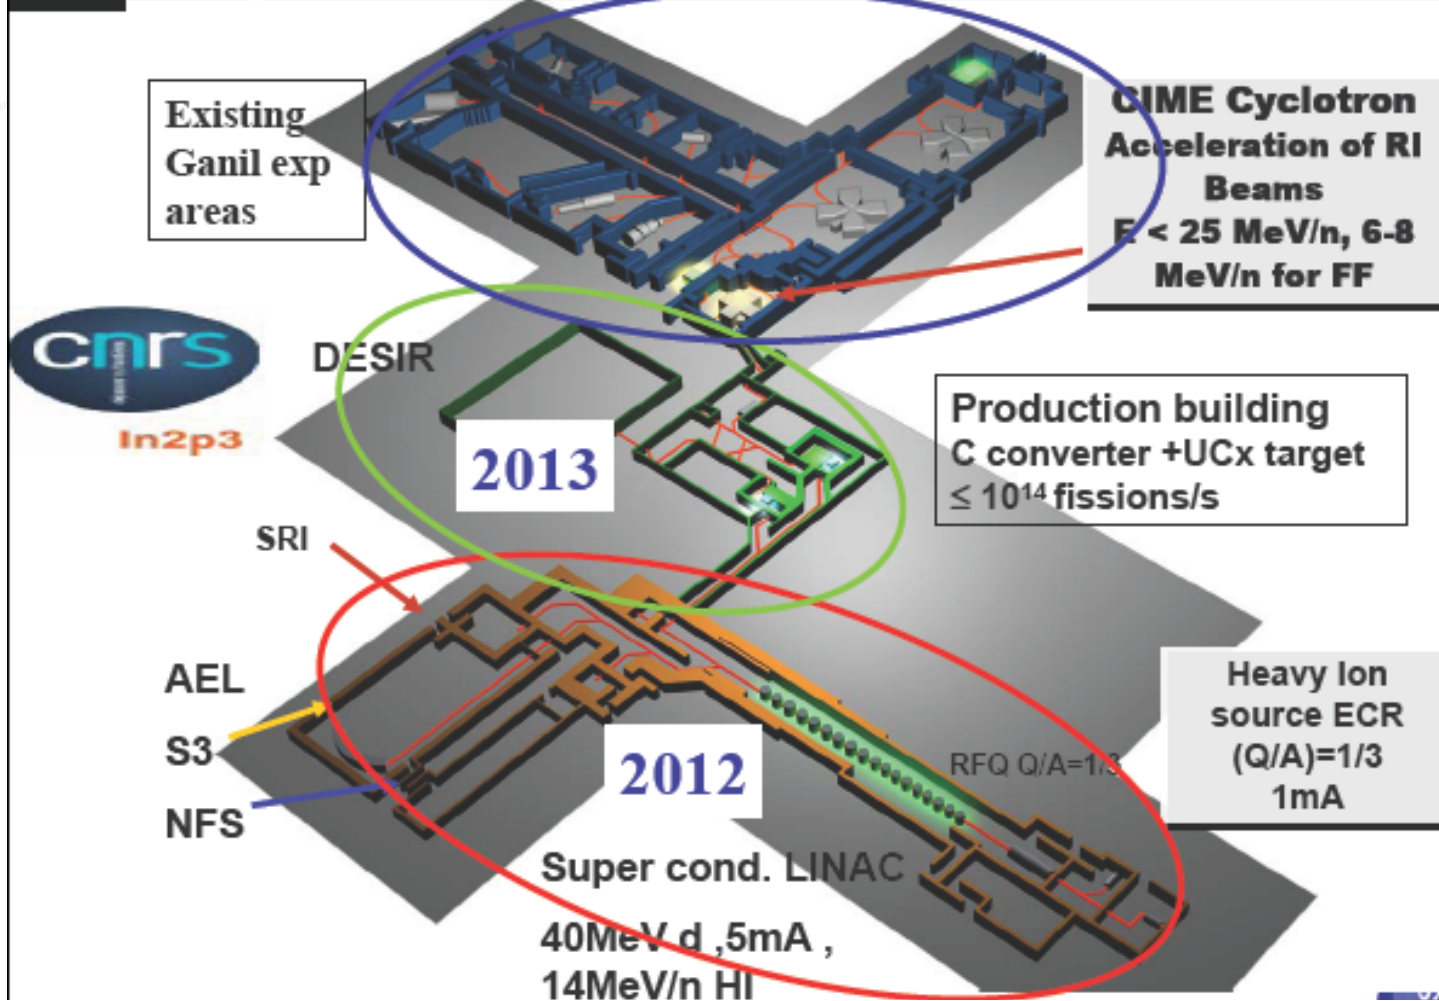 Existing
Ganil exp
areas
CIME Cyclotron
Acceleration of RI
Beams
E < 25 MeV/n, 6-8
MeV/n for FF
cnrs
In2p3
DESIR
2013
Production building
C converter +UCx target
≤ 10¹⁴ fissions/s
SRI
AEL
S3
NFS
2012
RFQ Q/A=1/3
Heavy Ion
source ECR
(Q/A)=1/3
1mA
Super cond. LINAC
40MeV d ,5mA ,
14MeV/n HI